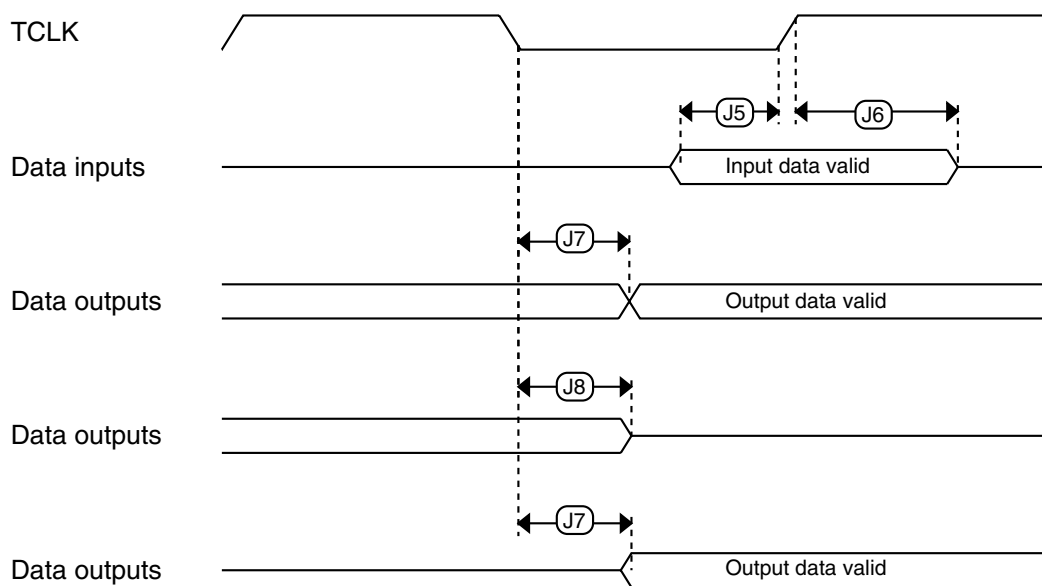 TCLK
J5
J6
Data inputs
Input data valid
J7
Data outputs
Output data valid
J8
Data outputs
J7
Data outputs
Output data valid